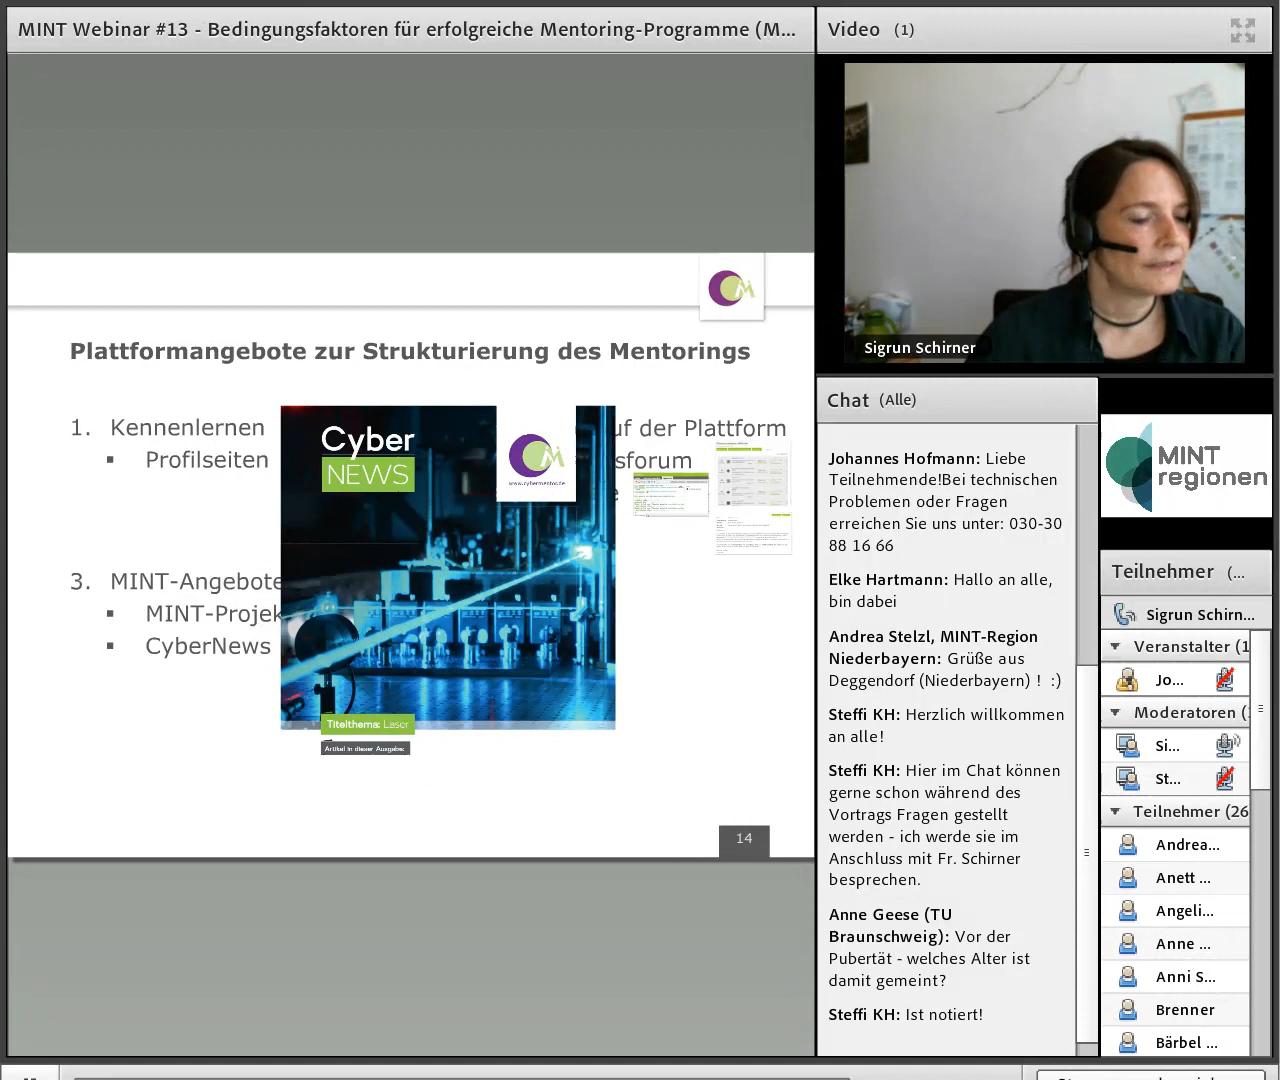 MINT Webinar #13 - Bedingungsfaktoren für erfolgreiche Mentoring-Programme (M...
Plattformangebote zur Strukturierung des Mentorings
1. Kennenlernen
uf der Plattform
▪ Profilseiten
sforum
e
3. MINT-Angebote
▪ MINT-Projek
▪ CyberNews
Cyber
NEWS
www.cybermentor.de
Titelthema: Laser
Artikel in dieser Ausgabe:
14
Video (1)
Sigrun Schirner
Chat (Alle)
Johannes Hofmann: Liebe
Teilnehmende!Bei technischen
Problemen oder Fragen
erreichen Sie uns unter: 030-30
88 16 66
Elke Hartmann: Hallo an alle,
bin dabei
Andrea Stelzl, MINT-Region
Niederbayern: Grüße aus
Deggendorf (Niederbayern) ! :)
Steffi KH: Herzlich willkommen
an alle!
Steffi KH: Hier im Chat können
gerne schon während des
Vortrags Fragen gestellt
werden - ich werde sie im
Anschluss mit Fr. Schirner
besprechen.
Anne Geese (TU
Braunschweig): Vor der
Pubertät - welches Alter ist
damit gemeint?
Steffi KH: Ist notiert!
MINT
regionen
Teilnehmer (...
Sigrun Schirn...
Veranstalter (1
Jo...
Moderatoren (
Si...
St...
Teilnehmer (26
Andrea...
Anett ...
Angeli...
Anne ...
Anni S...
Brenner
Bärbel ...